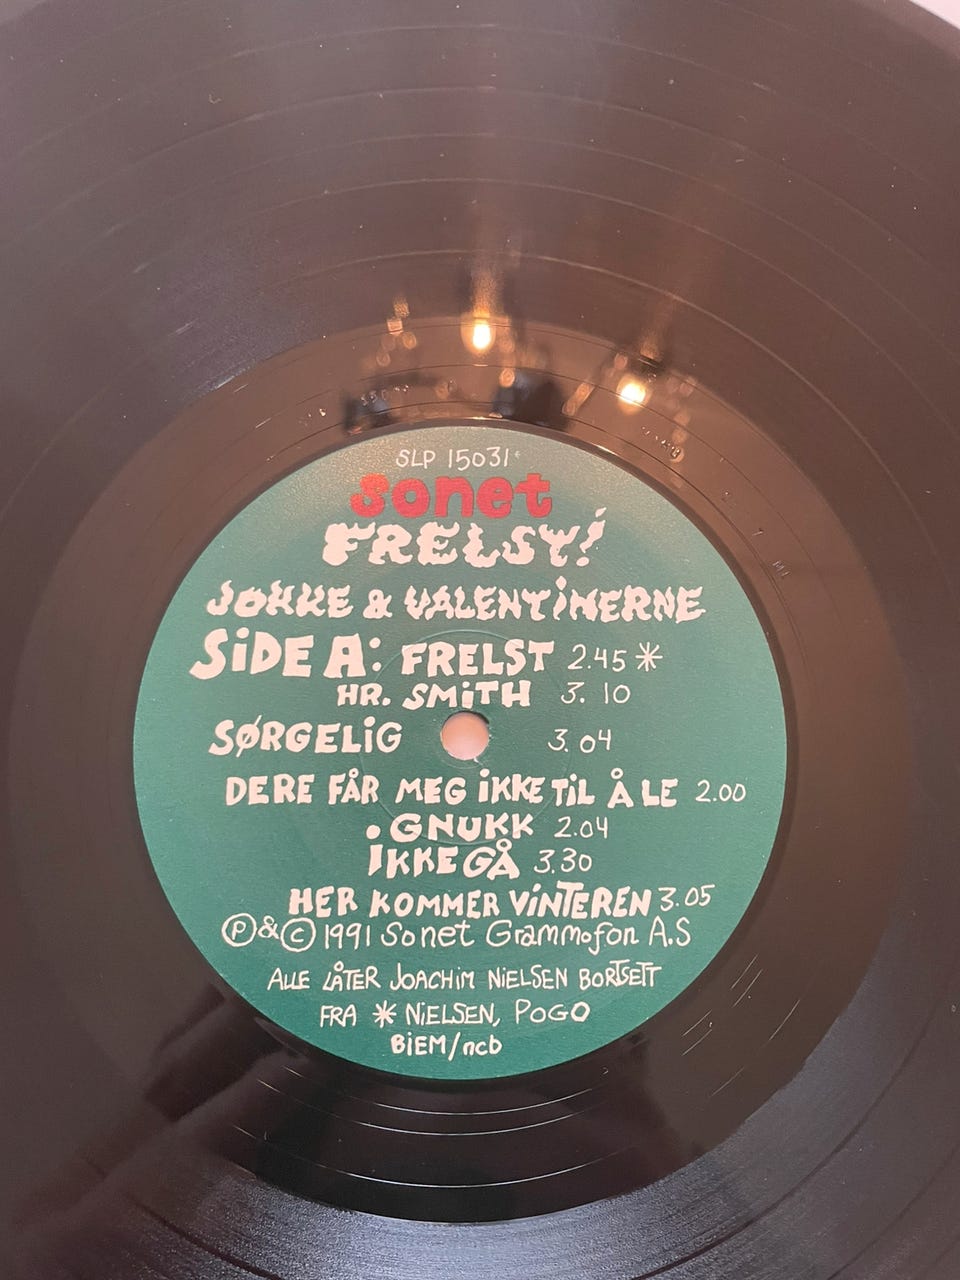 SLP 15031
sonet
FRELST!
JOKKE & VALENTINERNE
SIDE A: FRELST 2.45 *
HR. SMITH 3.10
SØRGELIG 3.04
DERE FÅR MEG IKKE TIL Å LE 2.00
GNUKK 2.04
IKKE GÅ 3.30
HER KOMMER VINTEREN 3.05
Ⓟ & © 1991 Sonet Grammofon A.S
ALLE LÅTER JOACHIM NIELSEN BORTSETT
FRA * NIELSEN, POGO
BIEM/ncb